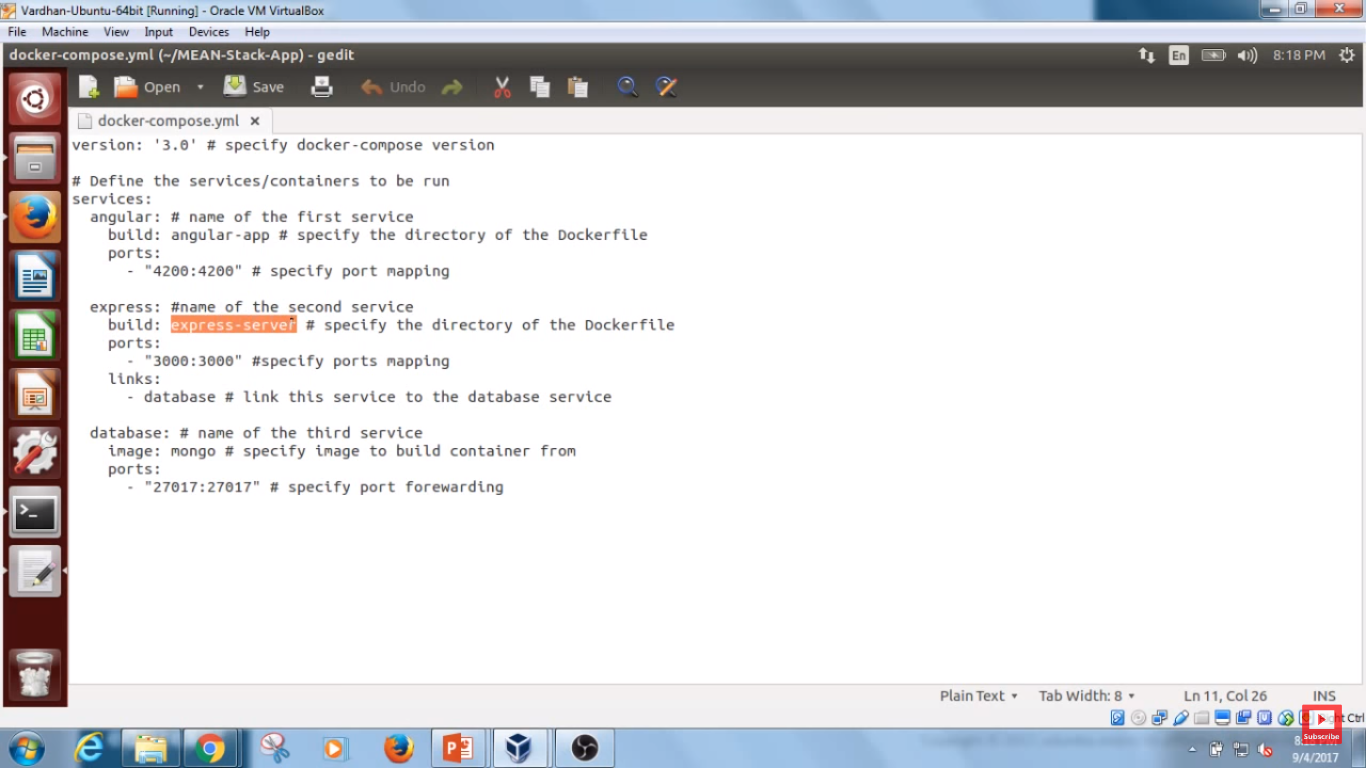 Vardhan-Ubuntu-64bit [Running] - Oracle VM VirtualBox
File Machine View Input Devices Help
docker-compose.yml (~/MEAN-Stack-App) - gedit
En
8:18 PM
Open
Save
Undo
docker-compose.yml
version: '3.0' # specify docker-compose version
# Define the services/containers to be run
services:
angular: # name of the first service
build: angular-app # specify the directory of the Dockerfile
ports:
- "4200:4200" # specify port mapping
express: #name of the second service
build: express-server # specify the directory of the Dockerfile
ports:
- "3000:3000" #specify ports mapping
links:
- database # link this service to the database service
database: # name of the third service
image: mongo # specify image to build container from
ports:
- "27017:27017" # specify port forewarding
Plain Text
Tab Width: 8
Ln 11, Col 26
INS
Ctrl
Subscribe
9/4/2017